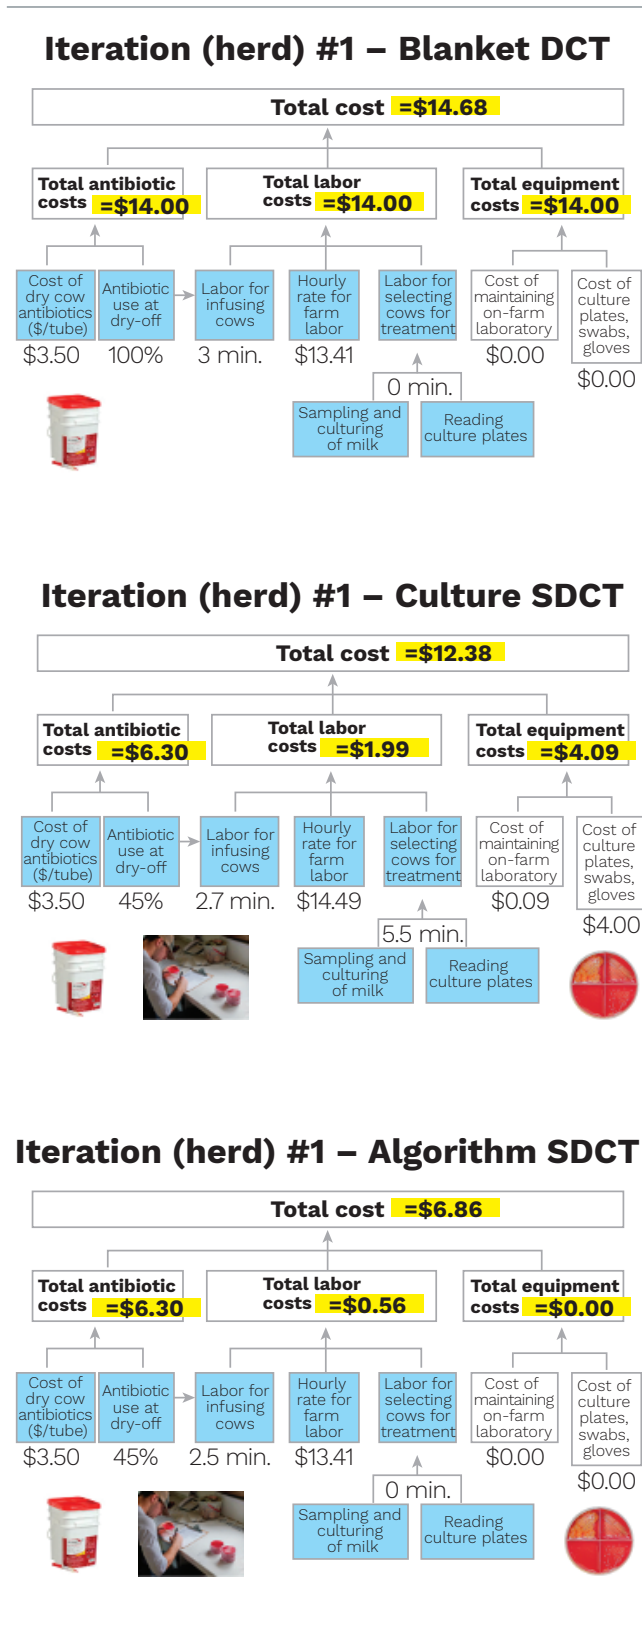 Iteration (herd) #1 – Blanket DCT
Total cost =$14.68
Total antibiotic
costs =$14.00
Total labor
costs =$14.00
Total equipment
costs =$14.00
Cost of
dry cow
antibiotics
($/tube)
Antibiotic
use at
dry-off
Labor for
infusing
cows
Hourly
rate for
farm
labor
Labor for
selecting
cows for
treatment
Cost of
maintaining
on-farm
laboratory
Cost of
culture
plates,
swabs,
gloves
$3.50
100%
3 min.
$13.41
$0.00
$0.00
0 min.
Sampling and
culturing
of milk
Reading
culture plates
Iteration (herd) #1 – Culture SDCT
Total cost =$12.38
Total antibiotic
costs =$6.30
Total labor
costs =$1.99
Total equipment
costs =$4.09
Cost of
dry cow
antibiotics
($/tube)
Antibiotic
use at
dry-off
Labor for
infusing
cows
Hourly
rate for
farm
labor
Labor for
selecting
cows for
treatment
Cost of
maintaining
on-farm
laboratory
Cost of
culture
plates,
swabs,
gloves
$3.50
45%
2.7 min.
$14.49
$0.09
$4.00
5.5 min.
Sampling and
culturing
of milk
Reading
culture plates
Iteration (herd) #1 – Algorithm SDCT
Total cost =$6.86
Total antibiotic
costs =$6.30
Total labor
costs =$0.56
Total equipment
costs =$0.00
Cost of
dry cow
antibiotics
($/tube)
Antibiotic
use at
dry-off
Labor for
infusing
cows
Hourly
rate for
farm
labor
Labor for
selecting
cows for
treatment
Cost of
maintaining
on-farm
laboratory
Cost of
culture
plates,
swabs,
gloves
$3.50
45%
2.5 min.
$13.41
$0.00
$0.00
0 min.
Sampling and
culturing
of milk
Reading
culture plates